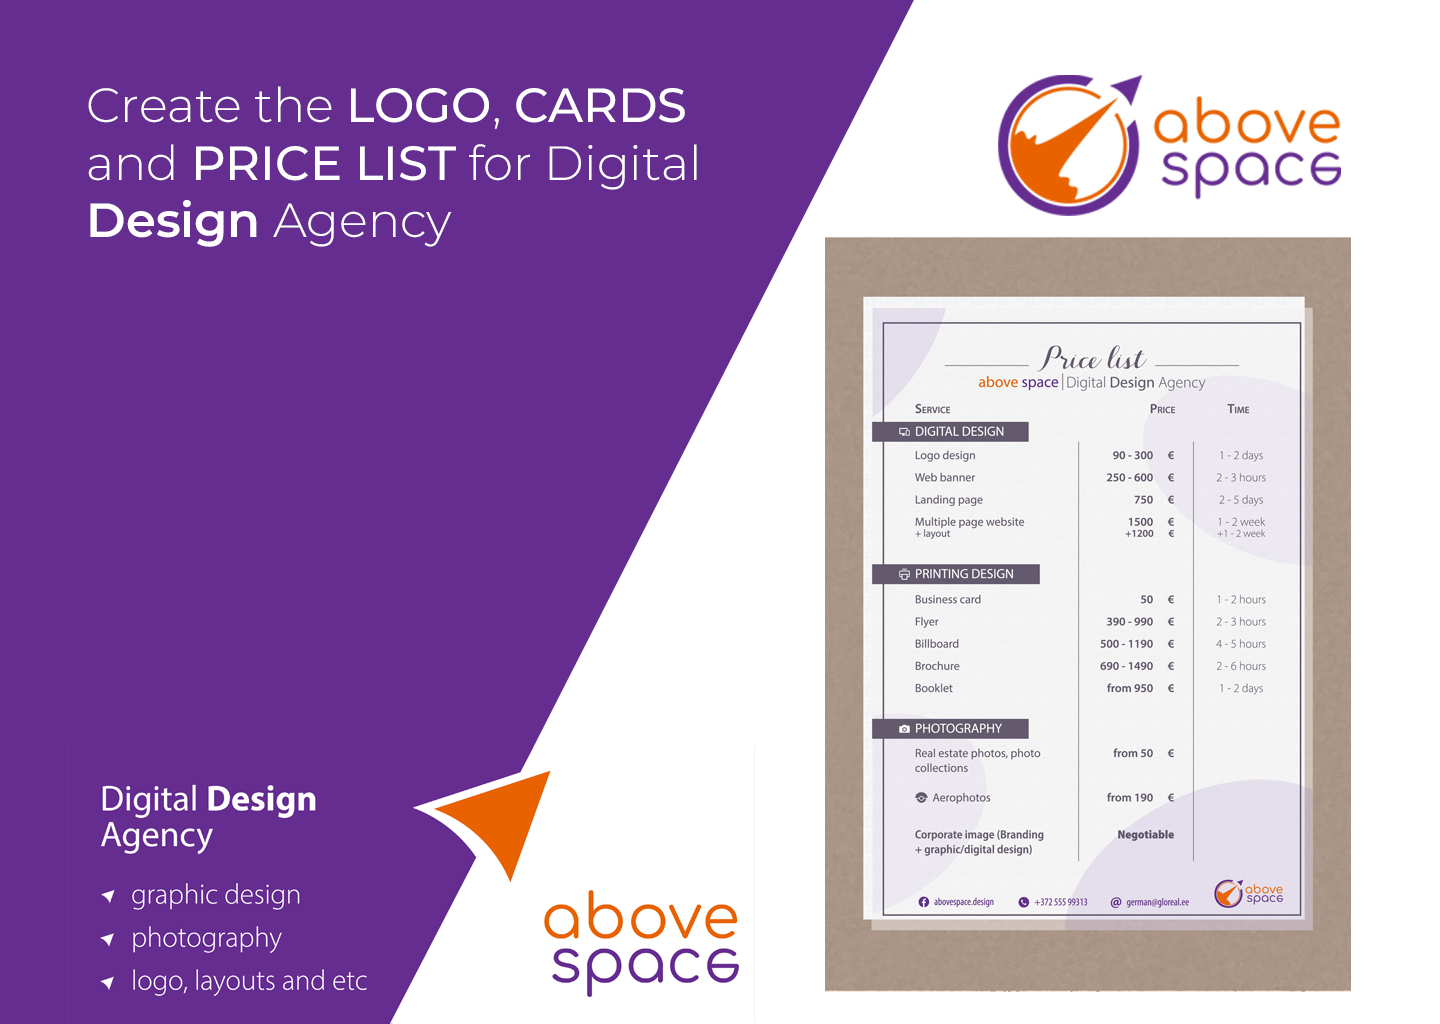 Create the LOGO, CARDS
and PRICE LIST for Digital
Design Agency
above
space
Price list
above space | Digital Design Agency
SERVICE PRICE TIME
DIGITAL DESIGN
Logo design 90 - 300 € 1 - 2 days
Web banner 250 - 600 € 2 - 3 hours
Landing page 750 € 2 - 5 days
Multiple page website 1500 € 1 - 2 week
+ layout +1200 € +1 - 2 week
PRINTING DESIGN
Business card 50 € 1 - 2 hours
Flyer 390 - 990 € 2 - 3 hours
Billboard 500 - 1190 € 4 - 5 hours
Brochure 690 - 1490 € 2 - 6 hours
Booklet from 950 € 1 - 2 days
PHOTOGRAPHY
Real estate photos, photo from 50 €
collections
Aerophotos from 190 €
Corporate image (Branding Negotiable
+ graphic/digital design)
abovespace.design +372 555 99313 @ german@gloreal.ee
above
space
Digital Design
Agency
graphic design
photography
logo, layouts and etc
above
space